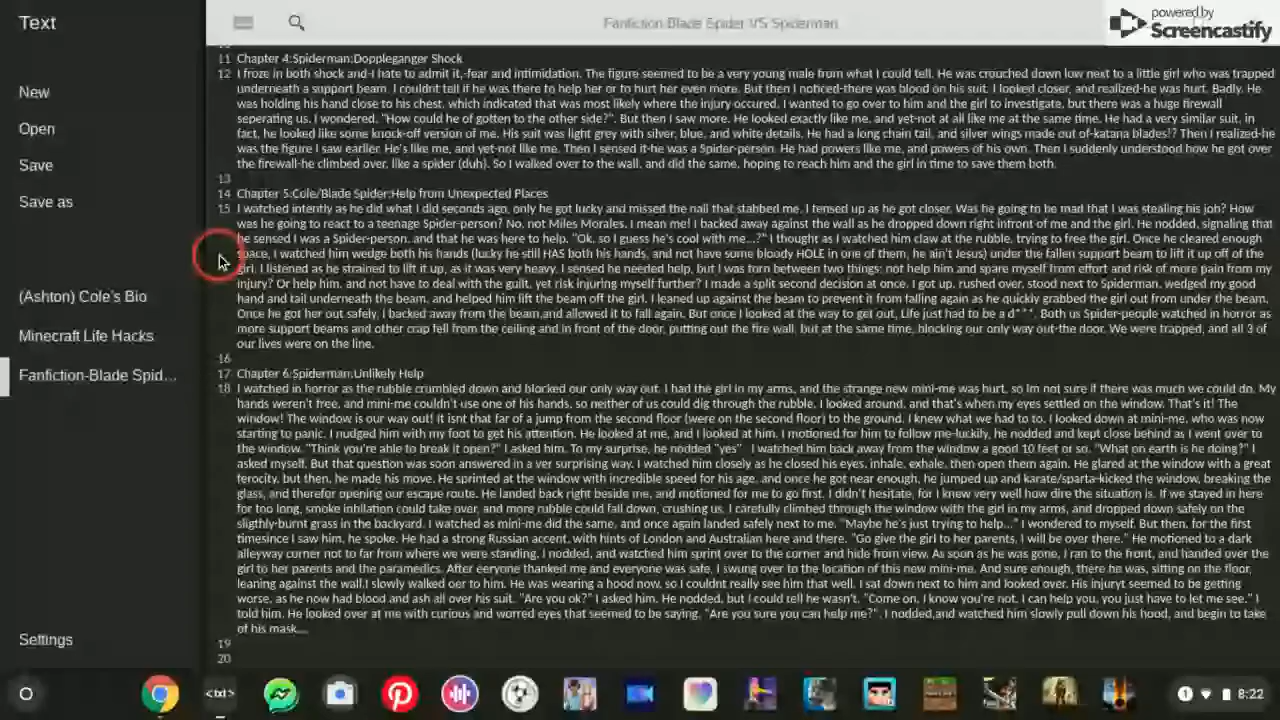 Text
Fanfiction-Blade Spider VS Spiderman
powered by
Screencastify
New
Open
Save
Save as
(Ashton) Cole's Bio
Minecraft Life Hacks
Fanfiction-Blade Spid...
Settings
11 Chapter 4:Spiderman:Doppleganger Shock
12 I froze in both shock and-I hate to admit it,-fear and intimidation. The figure seemed to be a very young male from what I could tell. He was crouched down low next to a little girl who was trapped
underneath a support beam. I couldnt tell if he was there to help her or to hurt her even more. But then I noticed-there was blood on his suit. I looked closer, and realized-he was hurt. Badly. He
was holding his hand close to his chest, which indicated that was most likely where the injury occured. I wanted to go over to him and the girl to investigate, but there was a huge firewall
seperating us. I wondered, "How could he of gotten to the other side?". But then I saw more. He looked exactly like me, and yet-not at all like me at the same time. He had a very similar suit, in
fact, he looked like some knock-off version of me. His suit was light grey with silver, blue, and white details. He had a long chain tail, and silver wings made out of-katana blades!? Then I realized-he
was the figure I saw earlier. He's like me, and yet-not like me. Then I sensed it-he was a Spider-person. He had powers like me, and powers of his own. Then I suddenly understood how he got over
the firewall-he climbed over, like a spider (duh). So I walked over to the wall, and did the same, hoping to reach him and the girl in time to save them both.
13
14 Chapter 5:Cole/Blade Spider:Help from Unexpected Places
15 I watched intently as he did what I did seconds ago, only he got lucky and missed the nail that stabbed me. I tensed up as he got closer. Was he going to be mad that I was stealing his job? How
was he going to react to a teenage Spider-person? No, not Miles Morales, I mean me! I backed away against the wall as he dropped down right infront of me and the girl. He nodded, signaling that
he sensed I was a Spider-person, and that he was here to help. "Ok, so I guess he's cool with me...?" I thought as I watched him claw at the rubble, trying to free the girl. Once he cleared enough
space, I watched him wedge both his hands (lucky he still HAS both his hands, and not have some bloody HOLE in one of them, he ain't Jesus) under the fallen support beam to lift it up off of the
girl. I listened as he strained to lift it up, as it was very heavy. I sensed he needed help, but I was torn between two things: not help him and spare myself from effort and risk of more pain from my
injury? Or help him, and not have to deal with the guilt, yet risk injuring myself further? I made a split second decision at once. I got up, rushed over, stood next to Spiderman, wedged my good
hand and tail underneath the beam, and helped him lift the beam off the girl. I leaned up against the beam to prevent it from falling again as he quickly grabbed the girl out from under the beam.
Once he got her out safely, I backed away from the beam,and allowed it to fall again. But once I looked at the way to get out, Life just had to be a d***. Both us Spider-people watched in horror as
more support beams and other crap fell from the ceiling and in front of the door, putting out the fire wall, but at the same time, blocking our only way out-the door. We were trapped, and all 3 of
our lives were on the line.
16
17 Chapter 6:Spiderman:Unlikely Help
18 I watched in horror as the rubble crumbled down and blocked our only way out. I had the girl in my arms, and the strange new mini-me was hurt, so Im not sure if there was much we could do. My
hands weren't free, and mini-me couldn't use one of his hands, so neither of us could dig through the rubble. I looked around, and that's when my eyes settled on the window. That's it! The
window! The window is our way out! It isnt that far of a jump from the second floor (were on the second floor) to the ground. I knew what we had to to. I looked down at mini-me, who was now
starting to panic. I nudged him with my foot to get his attention. He looked at me, and I looked at him. I motioned for him to follow me-luckily, he nodded and kept close behind as I went over to
the window. "Think you're able to break it open?" I asked him. To my surprise, he nodded "yes" I watched him back away from the window a good 10 feet or so. "What on earth is he doing?" I
asked myself. But that question was soon answered in a ver surprising way. I watched him closely as he closed his eyes, inhale, exhale, then open them again. He glared at the window with a great
ferocity, but then, he made his move. He sprinted at the window with incredible speed for his age, and once he got near enough, he jumped up and karate/sparta-kicked the window, breaking the
glass, and therefor opening our escape route. He landed back right beside me, and motioned for me to go first. I didn't hesitate, for I knew very well how dire the situation is. If we stayed in here
for too long, smoke inhilation could take over, and more rubble could fall down, crushing us. I carefully climbed through the window with the girl in my arms, and dropped down safely on the
sligthly-burnt grass in the backyard. I watched as mini-me did the same, and once again landed safely next to me. "Maybe he's just trying to help..." I wondered to myself. But then, for the first
timesince I saw him, he spoke. He had a strong Russian accent, with hints of London and Australian here and there. "Go give the girl to her parents, I will be over there." He motioned to a dark
alleyway corner not to far from where we were standing. I nodded, and watched him sprint over to the corner and hide from view. As soon as he was gone, I ran to the front, and handed over the
girl to her parents and the paramedics. After eeryone thanked me and everyone was safe, I swung over to the location of this new mini-me. And sure enough, there he was, sitting on the floor,
leaning against the wall.I slowly walked oer to him. He was wearing a hood now, so I couldnt really see him that well. I sat down next to him and looked over. His injuryt seemed to be getting
worse, as he now had blood and ash all over his suit. "Are you ok?" I asked him. He nodded, but I could tell he wasn't. "Come on, I know you're not. I can help you, you just have to let me see." I
told him. He looked over at me with curious and worred eyes that seemed to be saying, "Are you sure you can help me?". I nodded,and watched him slowly pull down his hood, and begin to take
of his mask...
19
20
<txt>
1
8:22